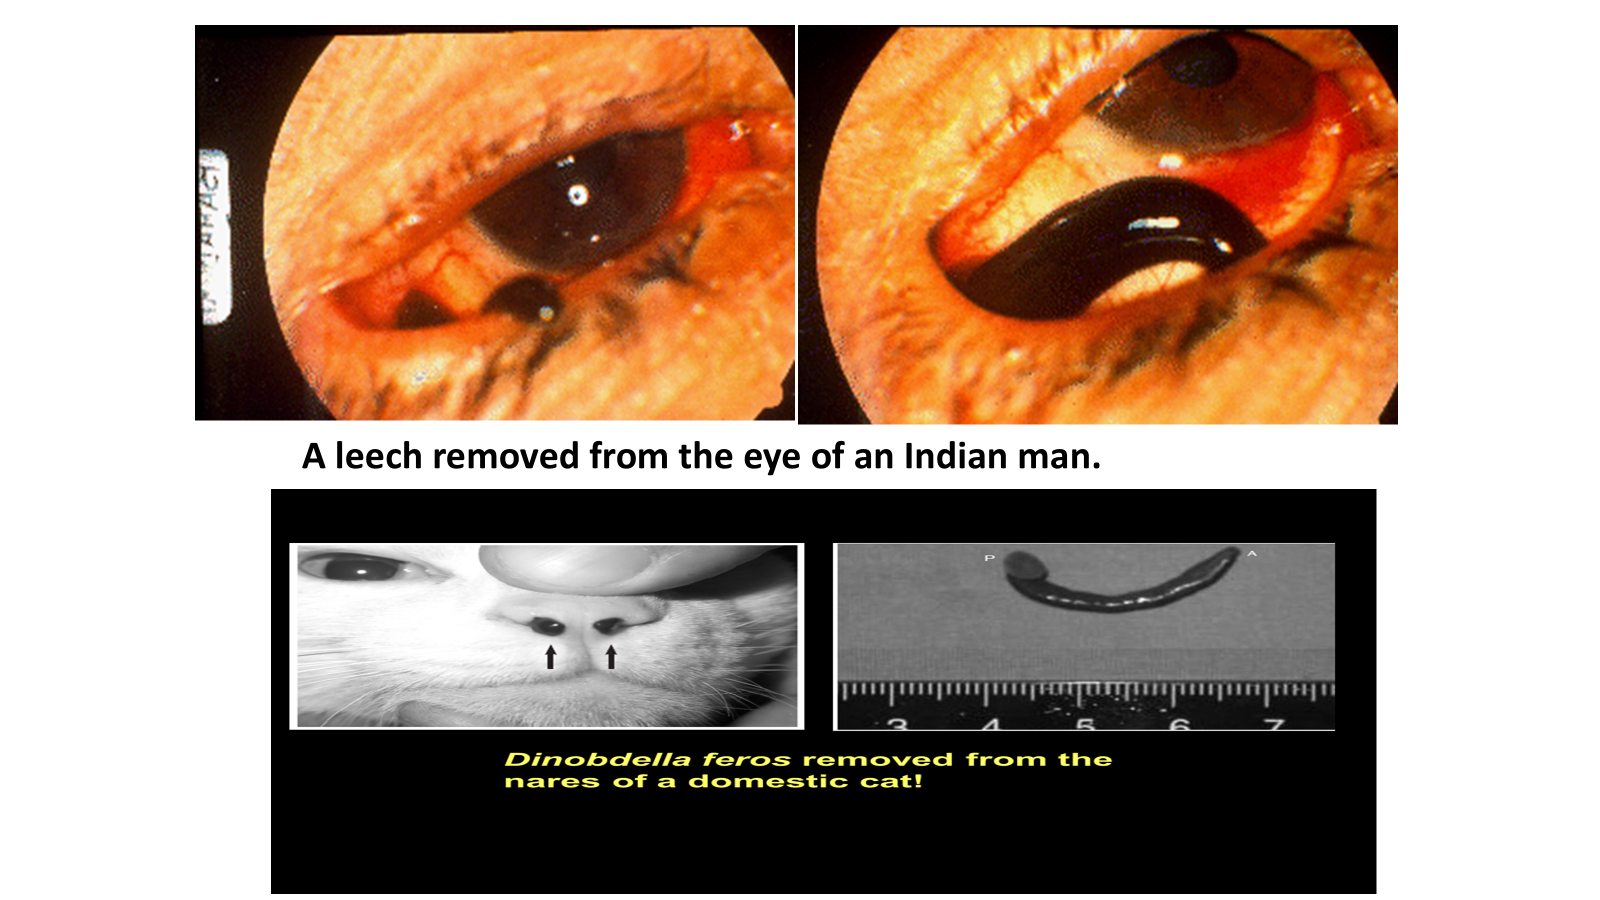 A leech removed from the eye of an Indian man.
P A
3 4 5 6 7
Dinobdella feros removed from the
nares of a domestic cat!